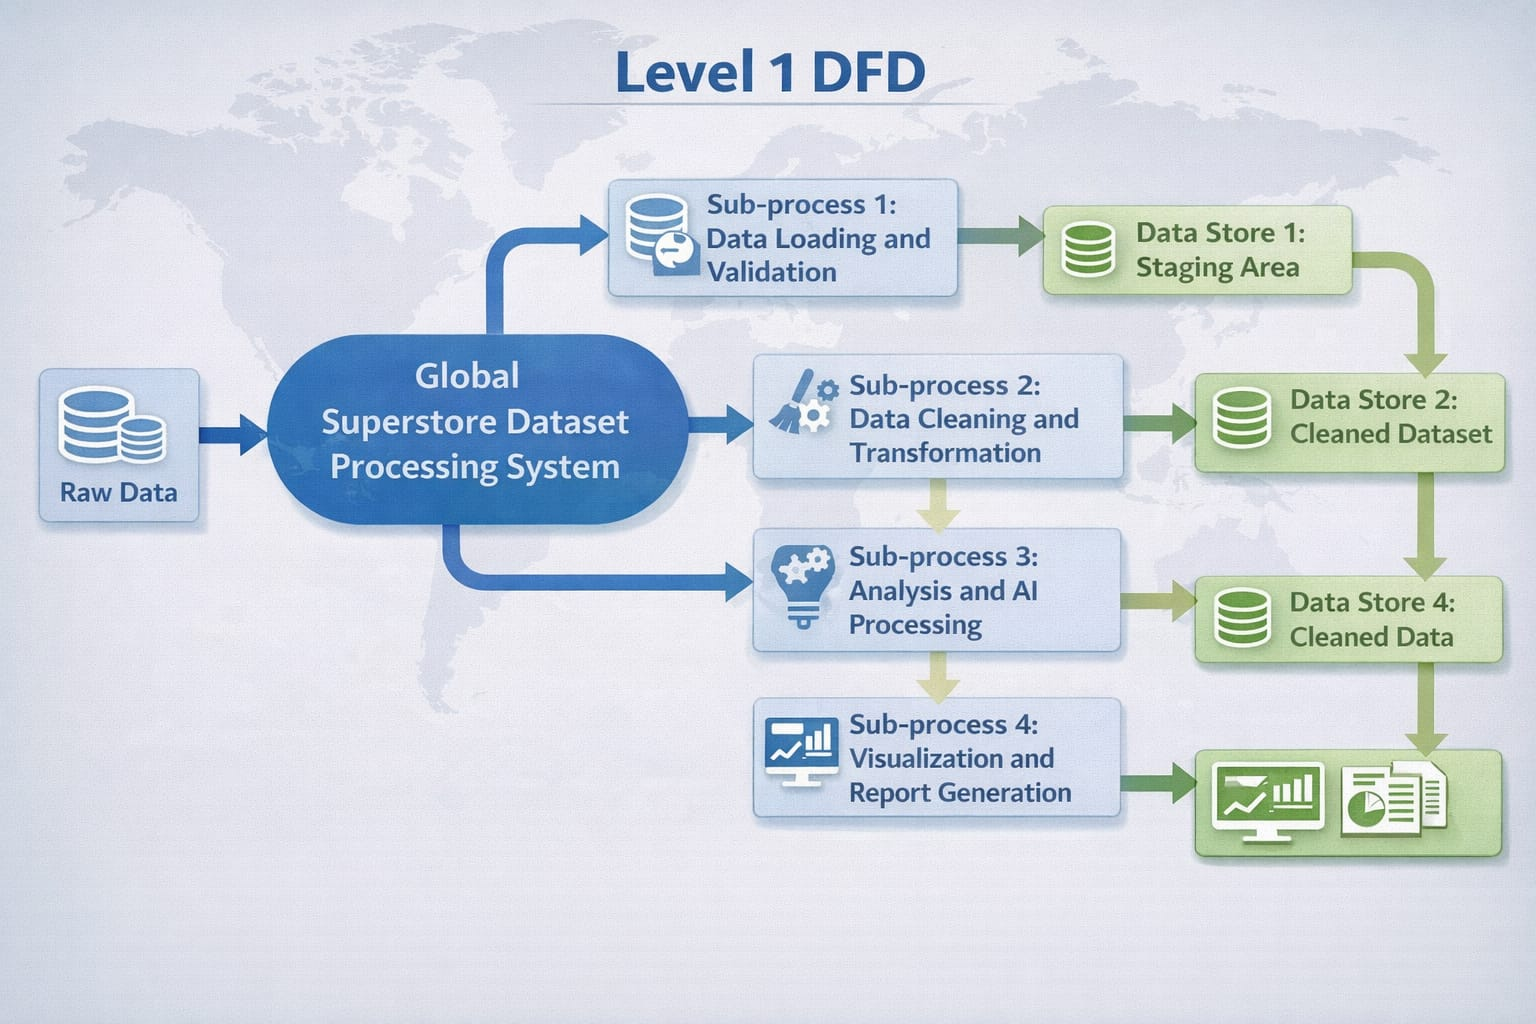 Level 1 DFD
Sub-process 1:
Data Loading and
Validation
Data Store 1:
Staging Area
Global
Superstore Dataset
Processing System
Raw Data
Sub-process 2:
Data Cleaning and
Transformation
Data Store 2:
Cleaned Dataset
Sub-process 3:
Analysis and AI
Processing
Data Store 4:
Cleaned Data
Sub-process 4:
Visualization and
Report Generation